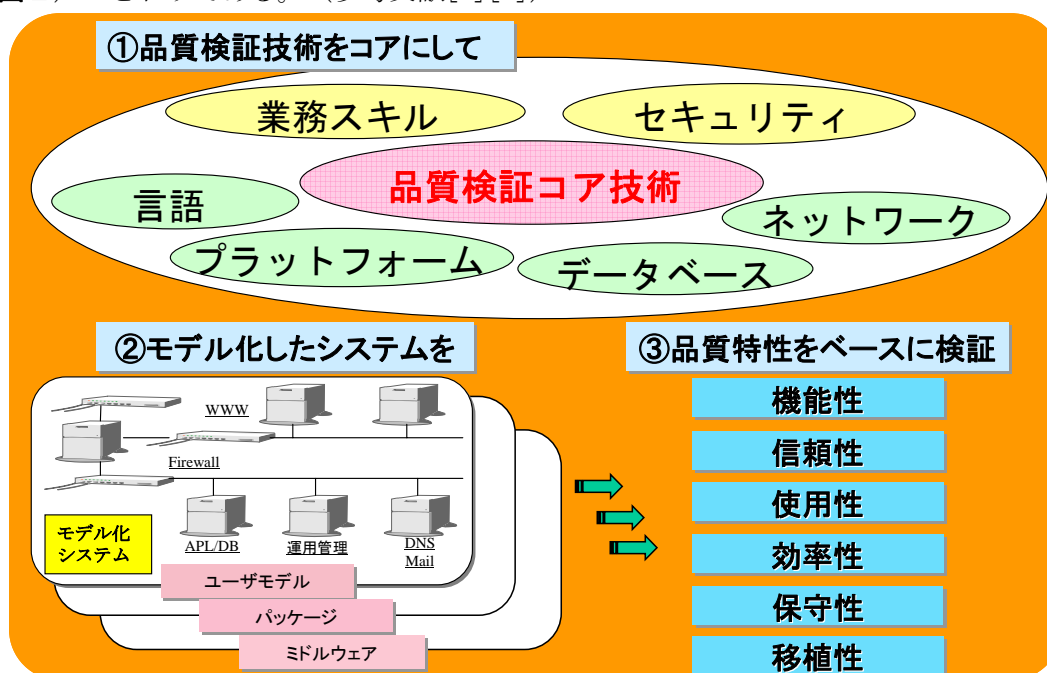 ①品質検証技術をコアにして
業務スキル
セキュリティ
品質検証コア技術
言語
ネットワーク
プラットフォーム
データベース
②モデル化したシステムを
③品質特性をベースに検証
WWW
Firewall
モデル化
システム
APL/DB
運用管理
DNS
Mail
ユーザモデル
パッケージ
ミドルウェア
機能性
信頼性
使用性
効率性
保守性
移植性